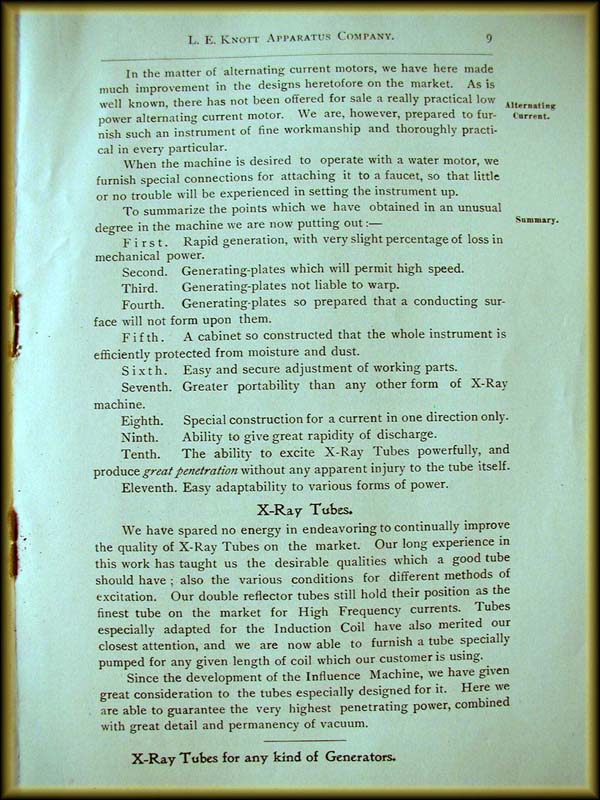 L. E. KNOTT APPARATUS COMPANY. 9
In the matter of alternating current motors, we have here made
much improvement in the designs heretofore on the market. As is
well known, there has not been offered for sale a really practical low
power alternating current motor. We are, however, prepared to fur-
nish such an instrument of fine workmanship and thoroughly practi-
cal in every particular.
Alternating
Current.
When the machine is desired to operate with a water motor, we
furnish special connections for attaching it to a faucet, so that little
or no trouble will be experienced in setting the instrument up.
To summarize the points which we have obtained in an unusual
degree in the machine we are now putting out:—
Summary.
First. Rapid generation, with very slight percentage of loss in
mechanical power.
Second. Generating-plates which will permit high speed.
Third. Generating-plates not liable to warp.
Fourth. Generating-plates so prepared that a conducting sur-
face will not form upon them.
Fifth. A cabinet so constructed that the whole instrument is
efficiently protected from moisture and dust.
Sixth. Easy and secure adjustment of working parts.
Seventh. Greater portability than any other form of X-Ray
machine.
Eighth. Special construction for a current in one direction only.
Ninth. Ability to give great rapidity of discharge.
Tenth. The ability to excite X-Ray Tubes powerfully, and
produce great penetration without any apparent injury to the tube itself.
Eleventh. Easy adaptability to various forms of power.
X-Ray Tubes.
We have spared no energy in endeavoring to continually improve
the quality of X-Ray Tubes on the market. Our long experience in
this work has taught us the desirable qualities which a good tube
should have; also the various conditions for different methods of
excitation. Our double reflector tubes still hold their position as the
finest tube on the market for High Frequency currents. Tubes
especially adapted for the Induction Coil have also merited our
closest attention, and we are now able to furnish a tube specially
pumped for any given length of coil which our customer is using.
Since the development of the Influence Machine, we have given
great consideration to the tubes especially designed for it. Here we
are able to guarantee the very highest penetrating power, combined
with great detail and permanency of vacuum.
X-Ray Tubes for any kind of Generators.